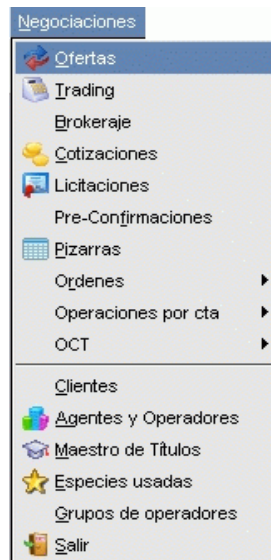 Negociaciones
Ofertas
Trading
Brokeraje
Cotizaciones
Licitaciones
Pre-Confirmaciones
Pizarras
Ordenes
Operaciones por cta
OCT
Clientes
Agentes y Operadores
Maestro de Títulos
Especies usadas
Grupos de operadores
Salir